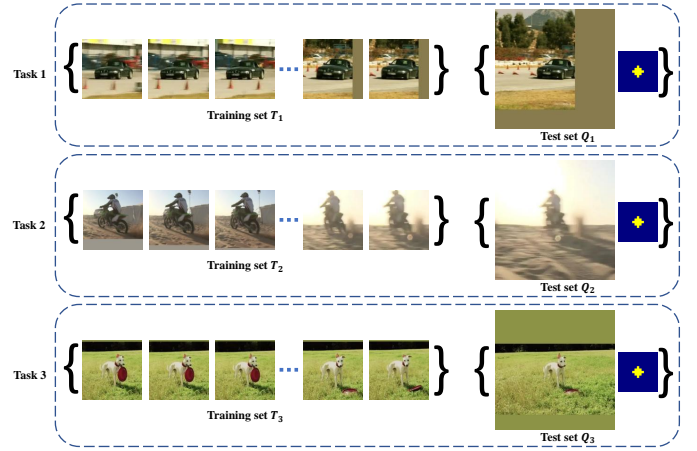 Task 1
{ ... } { }
Training set T₁
Test set Q₁
Task 2
{ ... } { }
Training set T₂
Test set Q₂
Task 3
{ ... } { }
Training set T₃
Test set Q₃